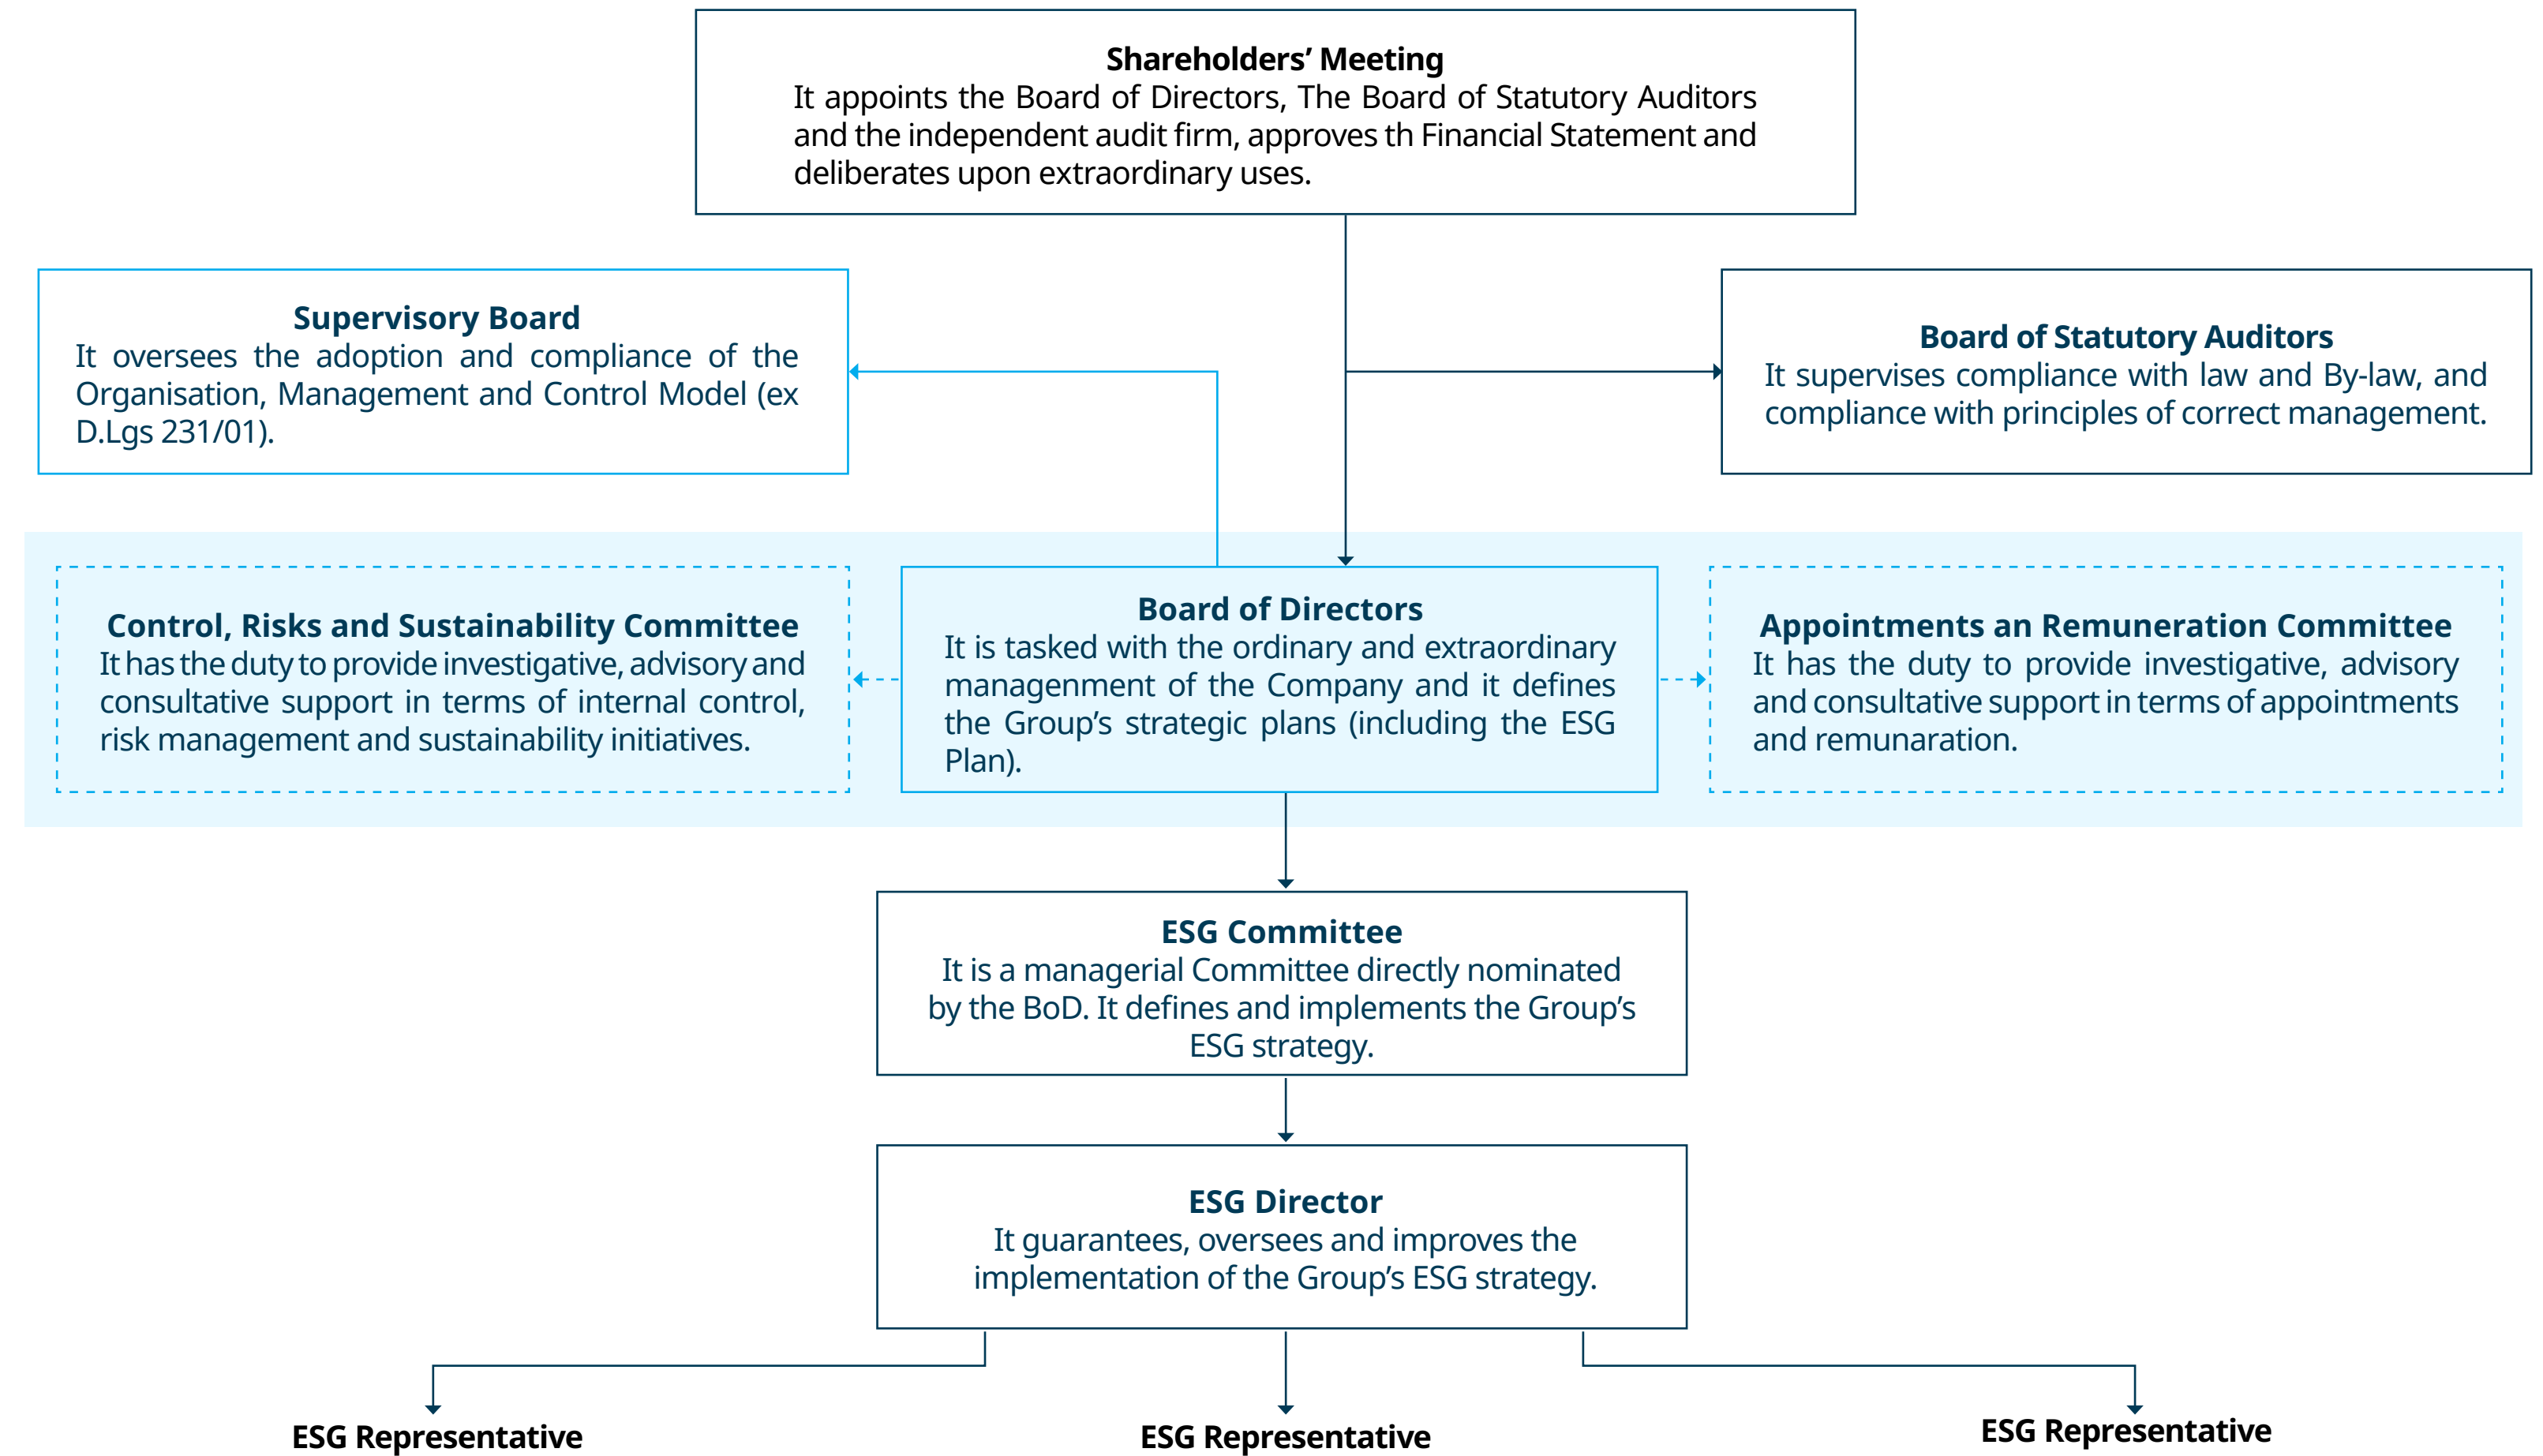 Shareholders’ Meeting
It appoints the Board of Directors, The Board of Statutory Auditors
and the independent audit firm, approves th Financial Statement and
deliberates upon extraordinary uses.
Supervisory Board
It oversees the adoption and compliance of the
Organisation, Management and Control Model (ex
D.Lgs 231/01).
Board of Statutory Auditors
It supervises compliance with law and By-law, and
compliance with principles of correct management.
Control, Risks and Sustainability Committee
It has the duty to provide investigative, advisory and
consultative support in terms of internal control,
risk management and sustainability initiatives.
Board of Directors
It is tasked with the ordinary and extraordinary
managenment of the Company and it defines
the Group’s strategic plans (including the ESG
Plan).
Appointments an Remuneration Committee
It has the duty to provide investigative, advisory
and consultative support in terms of appointments
and remunaration.
ESG Committee
It is a managerial Committee directly nominated
by the BoD. It defines and implements the Group’s
ESG strategy.
ESG Director
It guarantees, oversees and improves the
implementation of the Group’s ESG strategy.
ESG Representative
ESG Representative
ESG Representative